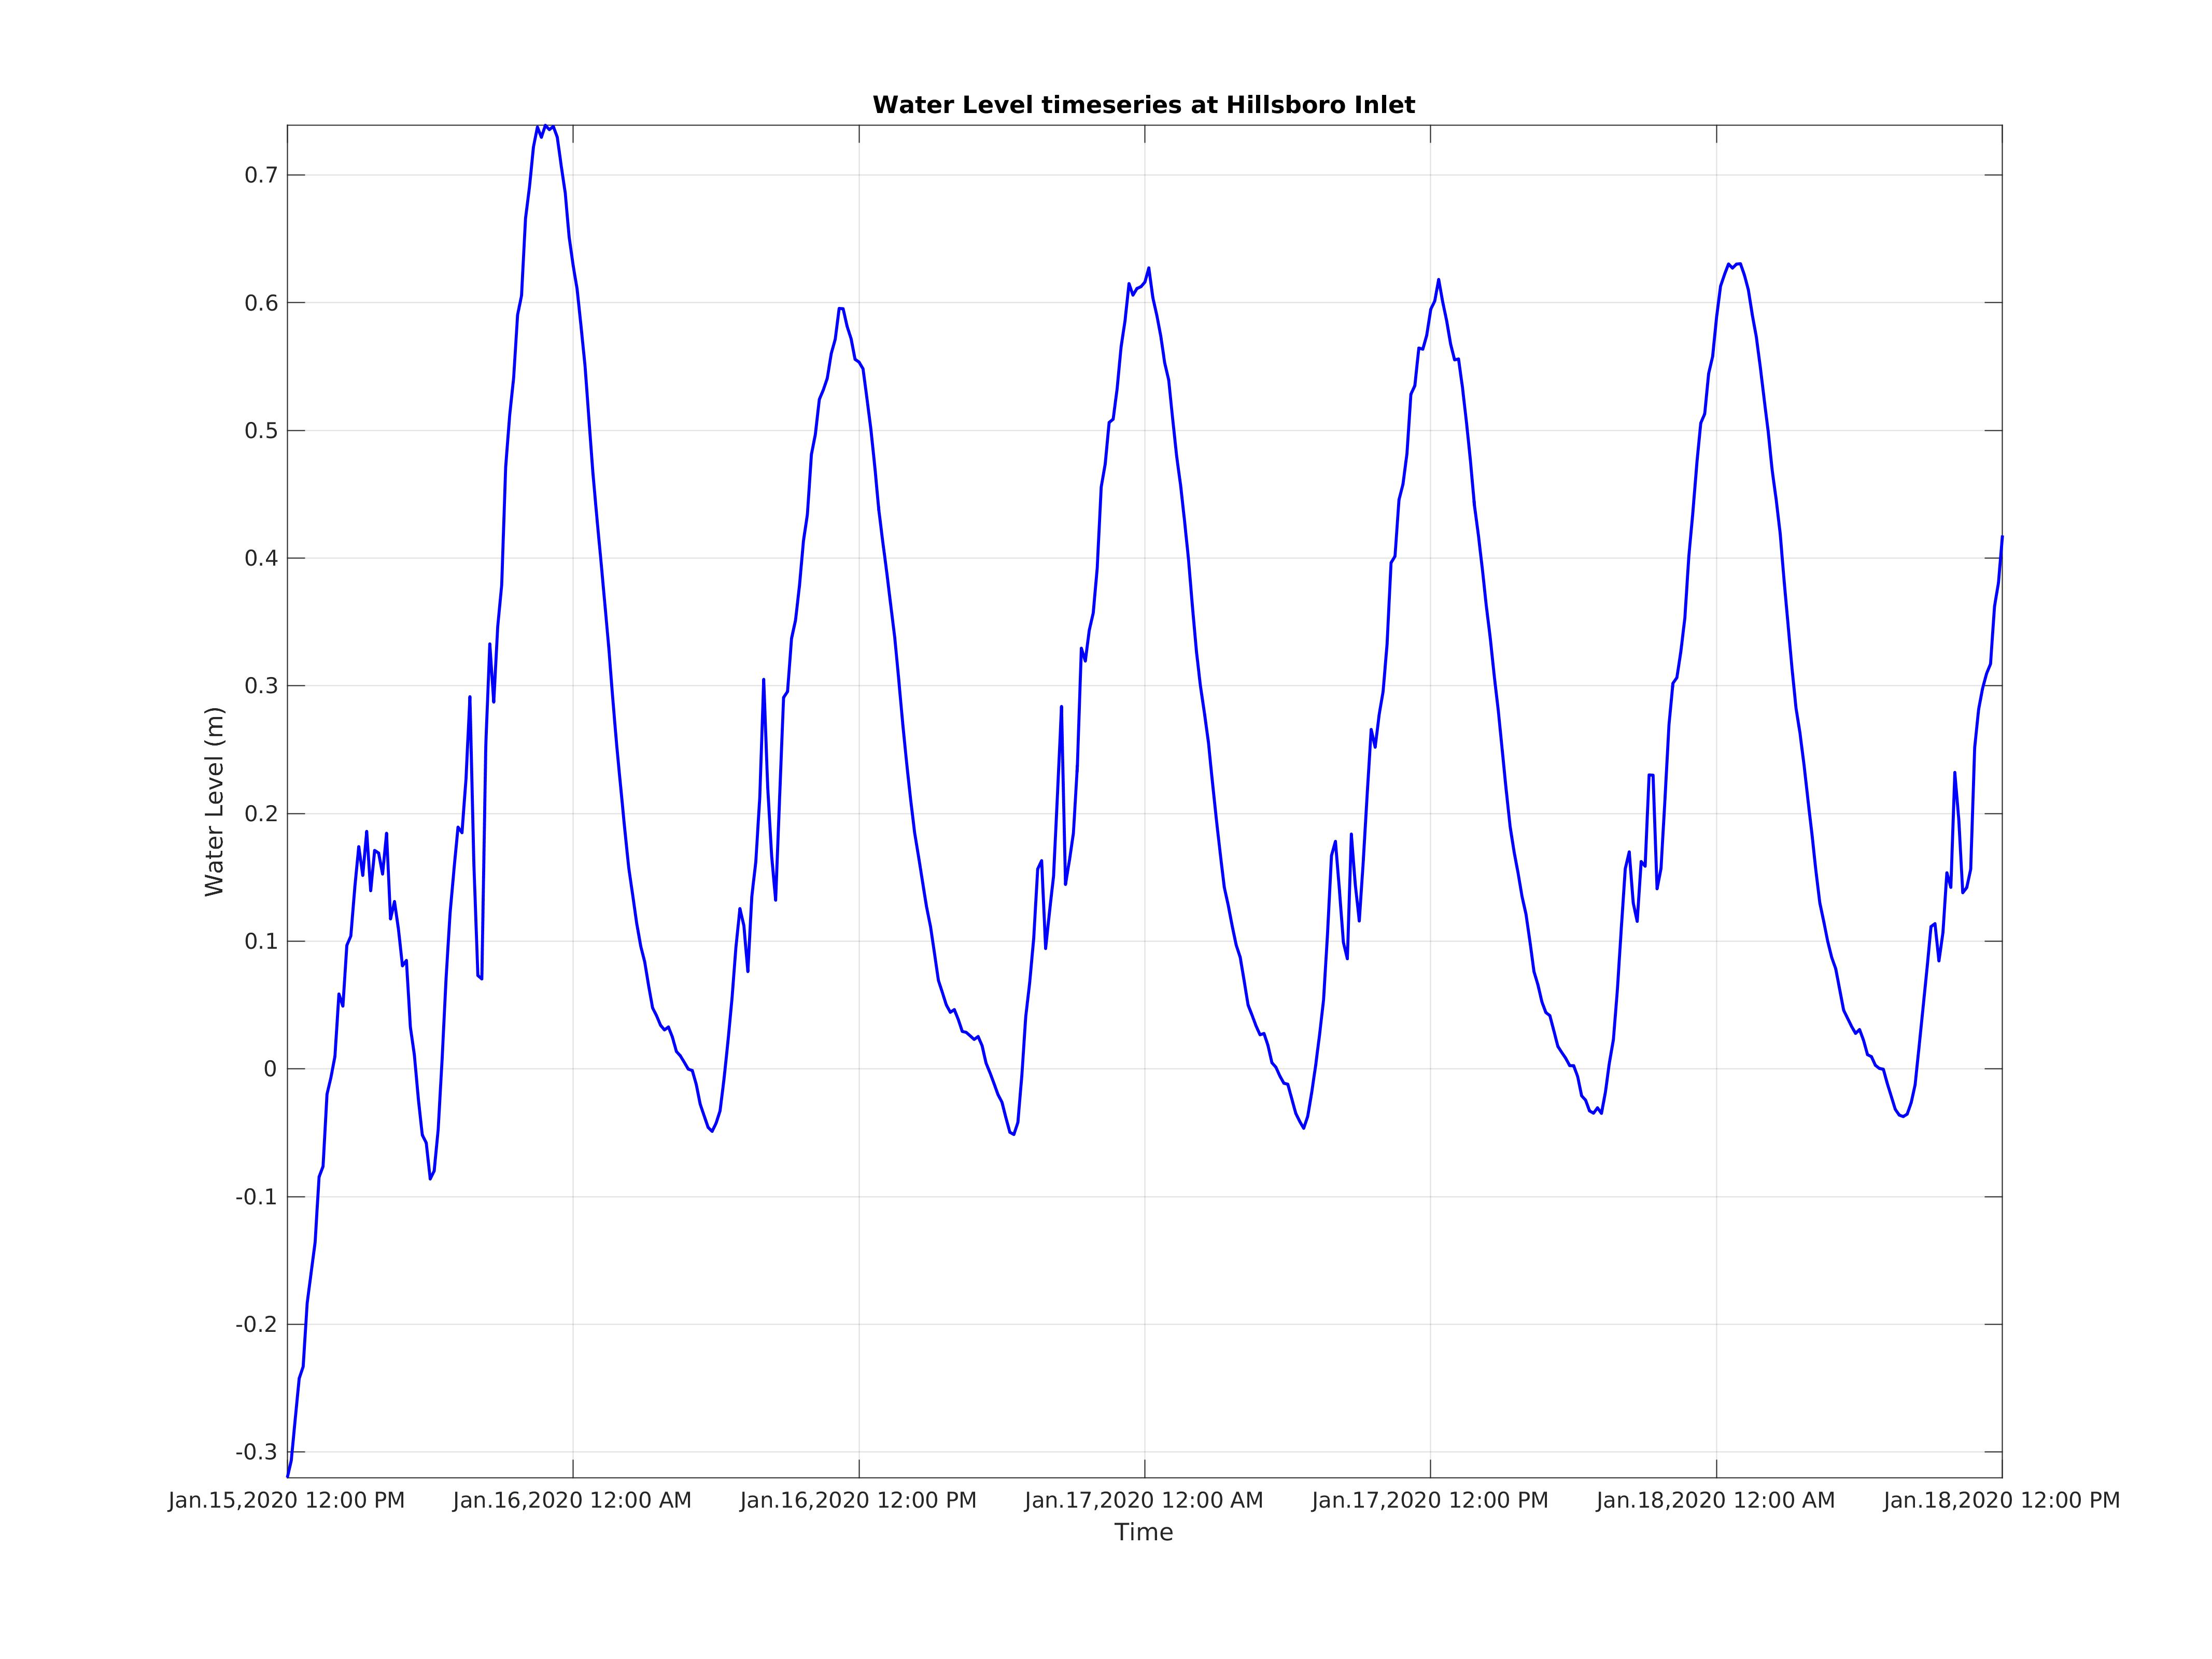 Water Level timeseries at Hillsboro Inlet
0.7
0.6
0.5
0.4
0.3
0.2
0.1
0
-0.1
-0.2
-0.3
Water Level (m)
Jan.15,2020 12:00 PM Jan.16,2020 12:00 AM Jan.16,2020 12:00 PM Jan.17,2020 12:00 AM Jan.17,2020 12:00 PM Jan.18,2020 12:00 AM Jan.18,2020 12:00 PM
Time